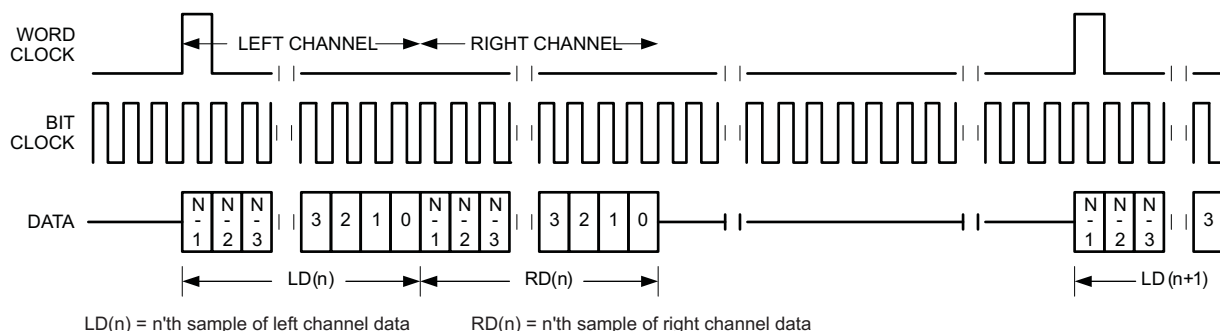 WORD
CLOCK
LEFT CHANNEL
RIGHT CHANNEL
BIT
CLOCK
DATA
N-1 N-2 N-3 3 2 1 0 N-1 N-2 N-3 3 2 1 0 N-1 N-2 N-3 3
LD(n) RD(n) LD(n+1)
LD(n) = n'th sample of left channel data RD(n) = n'th sample of right channel data